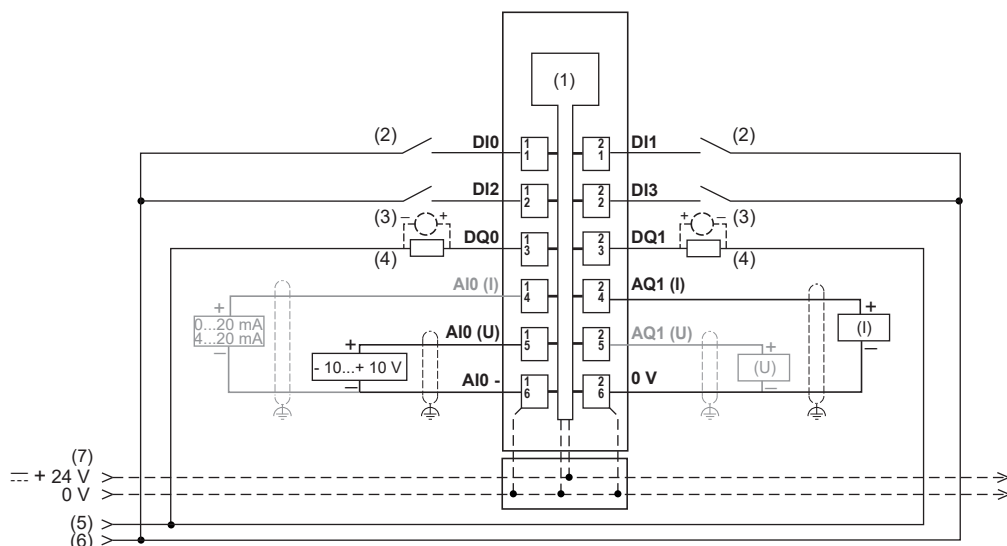 (1)
(2) DI0 1 1 2 1 DI1 (2)
DI2 1 2 2 2 DI3
(3) − + + − (3)
DQ0 1 3 2 3 DQ1
(4) (4)
AI0 (I) 1 4 2 4 AQ1 (I)
+ +
0...20 mA
4...20 mA
(I)
− −
AI0 (U) 1 5 2 5 AQ1 (U)
+ +
- 10...+ 10 V (U)
− −
AI0 - 1 6 2 6 0 V
(7)
+ 24 V
0 V
(5)
(6)